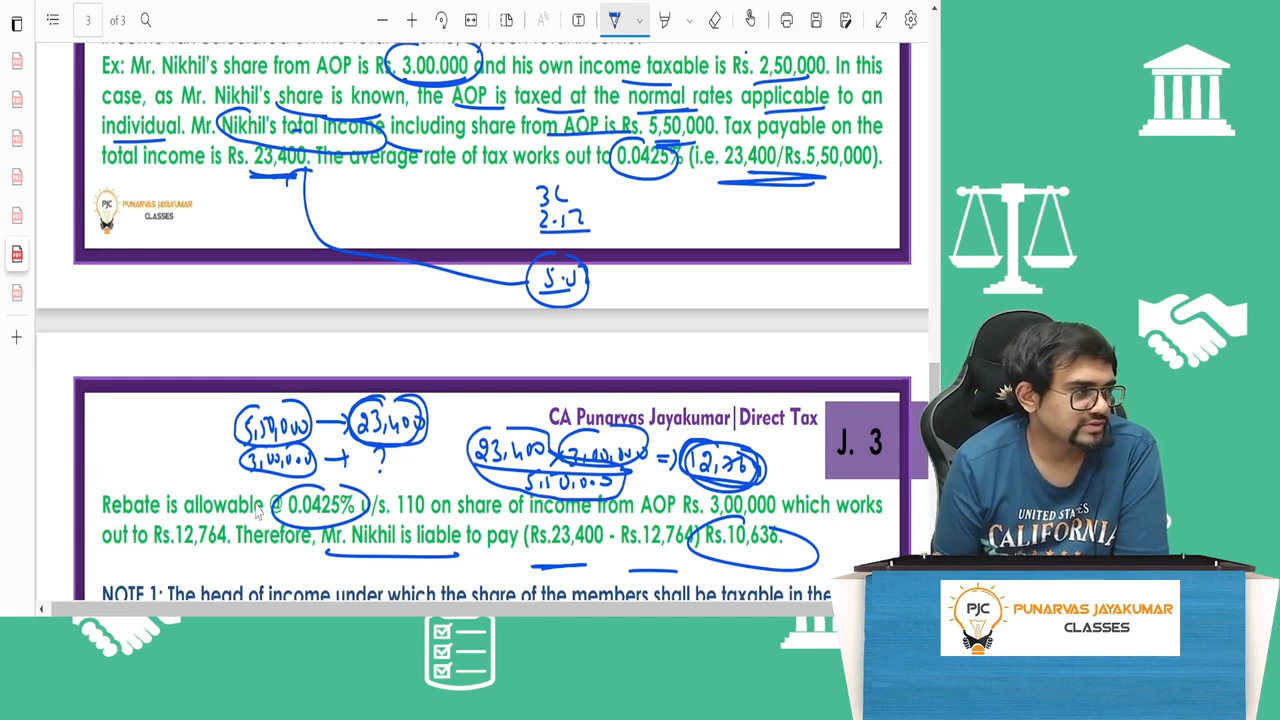 3 of 3
Ex: Mr. Nikhil's share from AOP is Rs. 3.00.000 and his own income taxable is Rs. 2,50,000. In this
case, as Mr. Nikhil's share is known, the AOP is taxed at the normal rates applicable to an
individual. Mr. Nikhil's total income including share from AOP is Rs. 5,50,000. Tax payable on the
total income is Rs. 23,400. The average rate of tax works out to 0.0425% (i.e. 23,400/Rs.5,50,000).
PJC PUNARVAS JAYAKUMAR
CLASSES
CA Punarvas Jayakumar|Direct Tax
J. 3
5,50,000 → 23,400
3,00,000 → ?
23,400 × 3,00,000 ⇒ 12,76
5,50,000
Rebate is allowable @ 0.0425% u/s. 110 on share of income from AOP Rs. 3,00,000 which works
out to Rs.12,764. Therefore, Mr. Nikhil is liable to pay (Rs.23,400 - Rs.12,764) Rs.10,636.
NOTE 1: The head of income under which the share of the members shall be taxable in the
UNITED STATES
CALIFORNIA
PJC PUNARVAS JAYAKUMAR
CLASSES